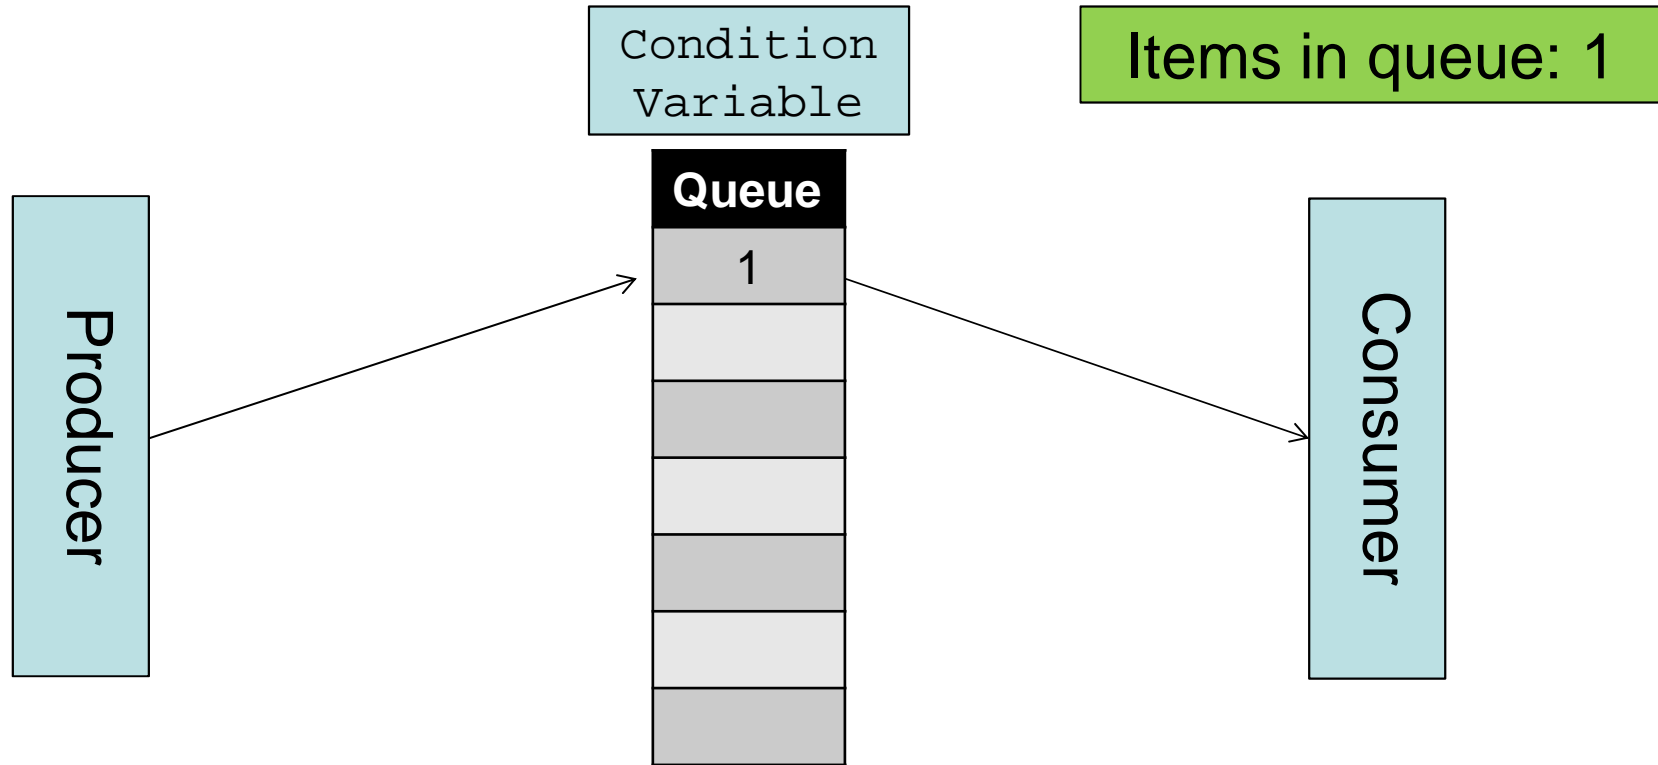 Condition
Variable
Items in queue: 1
Queue
1
Producer
Consumer